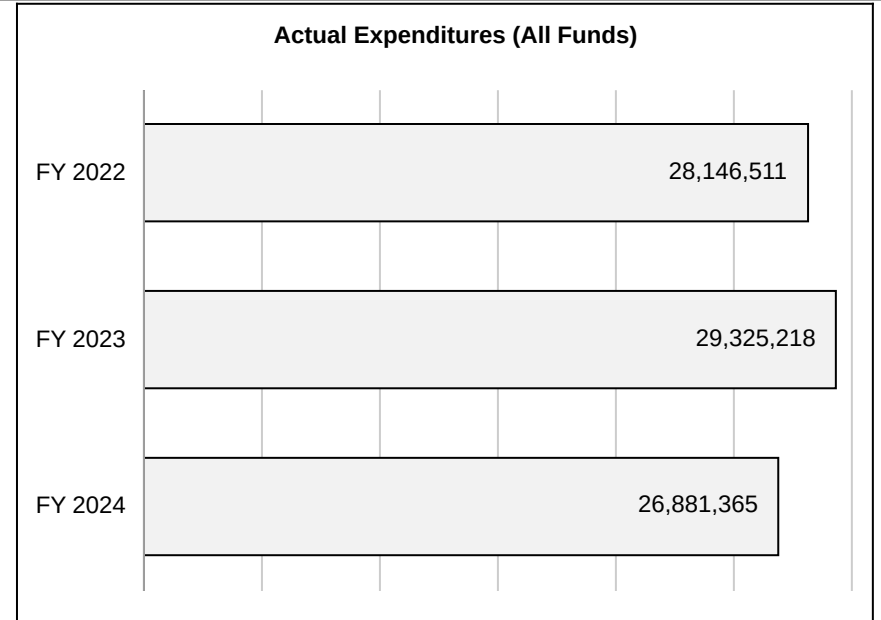 Actual Expenditures (All Funds)
FY 2022 28,146,511
FY 2023 29,325,218
FY 2024 26,881,365